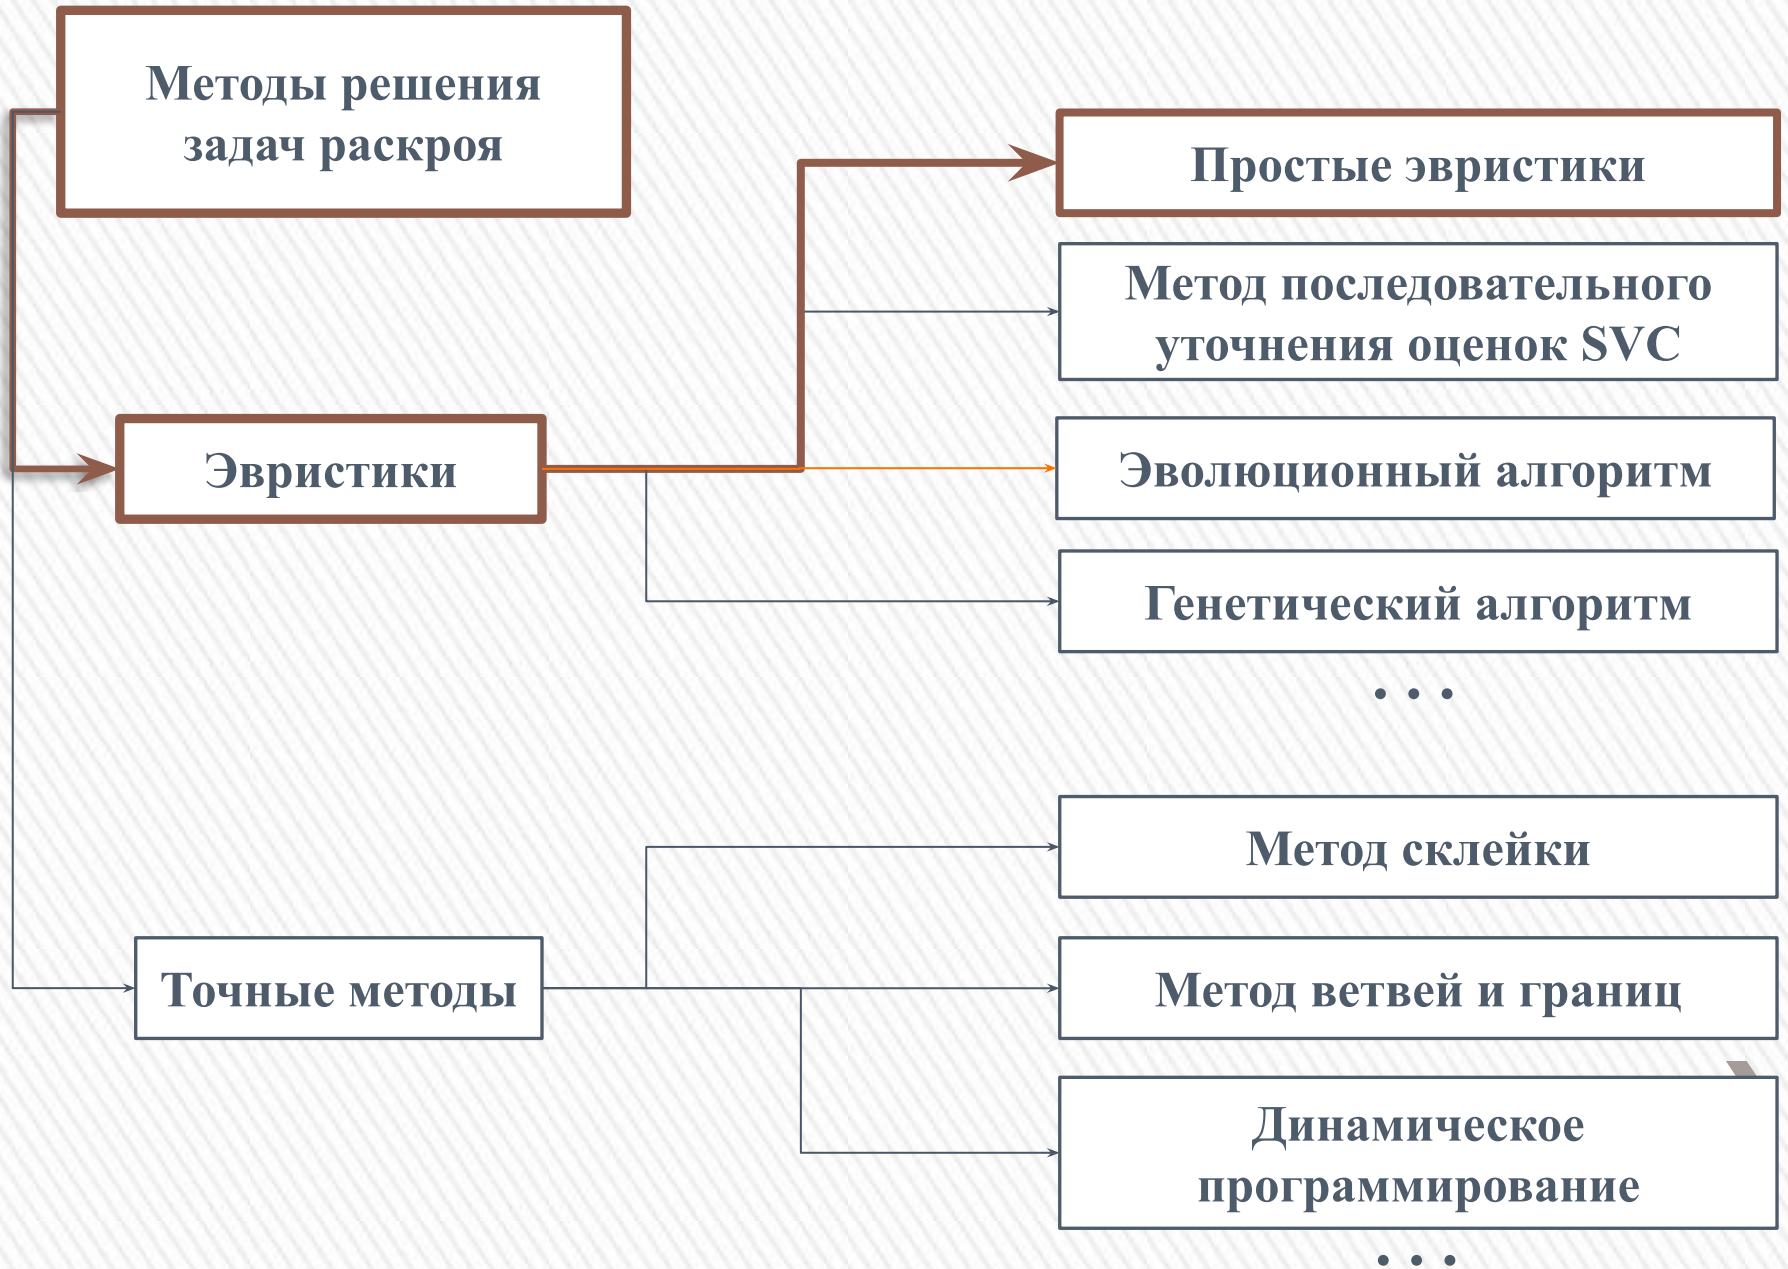 Методы решения
задач раскроя
Простые эвристики
Метод последовательного
уточнения оценок SVC
Эвристики
Эволюционный алгоритм
Генетический алгоритм
. . .
Метод склейки
Точные методы
Метод ветвей и границ
Динамическое
программирование
. . .